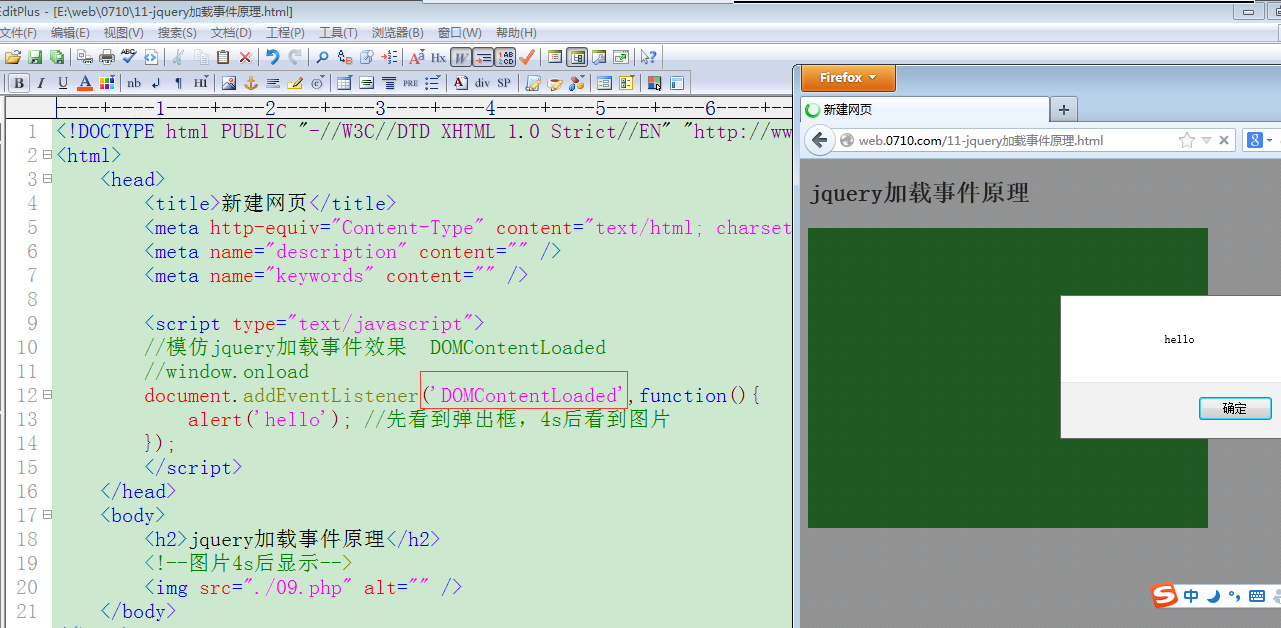 EditPlus - [E:\web\0710\11-jquery加载事件原理.html]
文件(F) 编辑(E) 视图(V) 搜索(S) 文档(D) 工程(P) 工具(T) 浏览器(B) 窗口(W) 帮助(H)
Hx W
B I U A nb ¶ HI PRE A div SP
----+----1----+----2----+----3----+----4----+----5----+----6----+--
1 <!DOCTYPE html PUBLIC "-//W3C//DTD XHTML 1.0 Strict//EN" "http://ww
2 <html>
3 <head>
4 <title>新建网页</title>
5 <meta http-equiv="Content-Type" content="text/html; charset
6 <meta name="description" content="" />
7 <meta name="keywords" content="" />
8
9 <script type="text/javascript">
10 //模仿jquery加载事件效果 DOMContentLoaded
11 //window.onload
12 document.addEventListener('DOMContentLoaded',function(){
13 alert('hello'); //先看到弹出框，4s后看到图片
14 });
15 </script>
16 </head>
17 <body>
18 <h2>jquery加载事件原理</h2>
19 <!--图片4s后显示-->
20 <img src="./09.php" alt="" />
21 </body>
Firefox
新建网页
web.0710.com/11-jquery加载事件原理.html
8
jquery加载事件原理
hello
确定
S 中